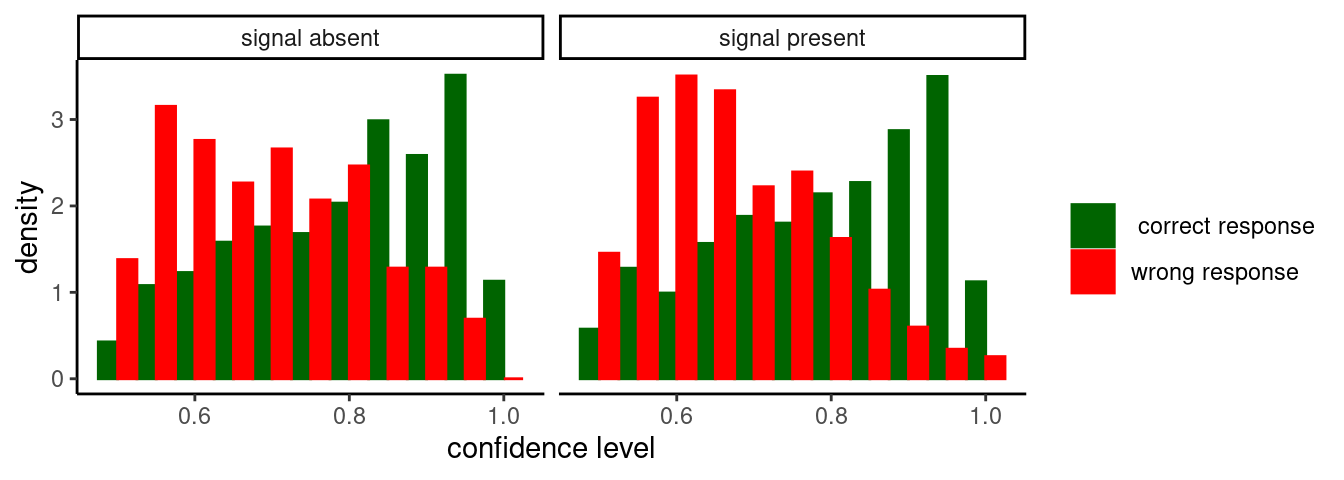 signal absent
signal present
3
2
1
0
density
0.6
0.8
1.0
0.6
0.8
1.0
confidence level
correct response
wrong response